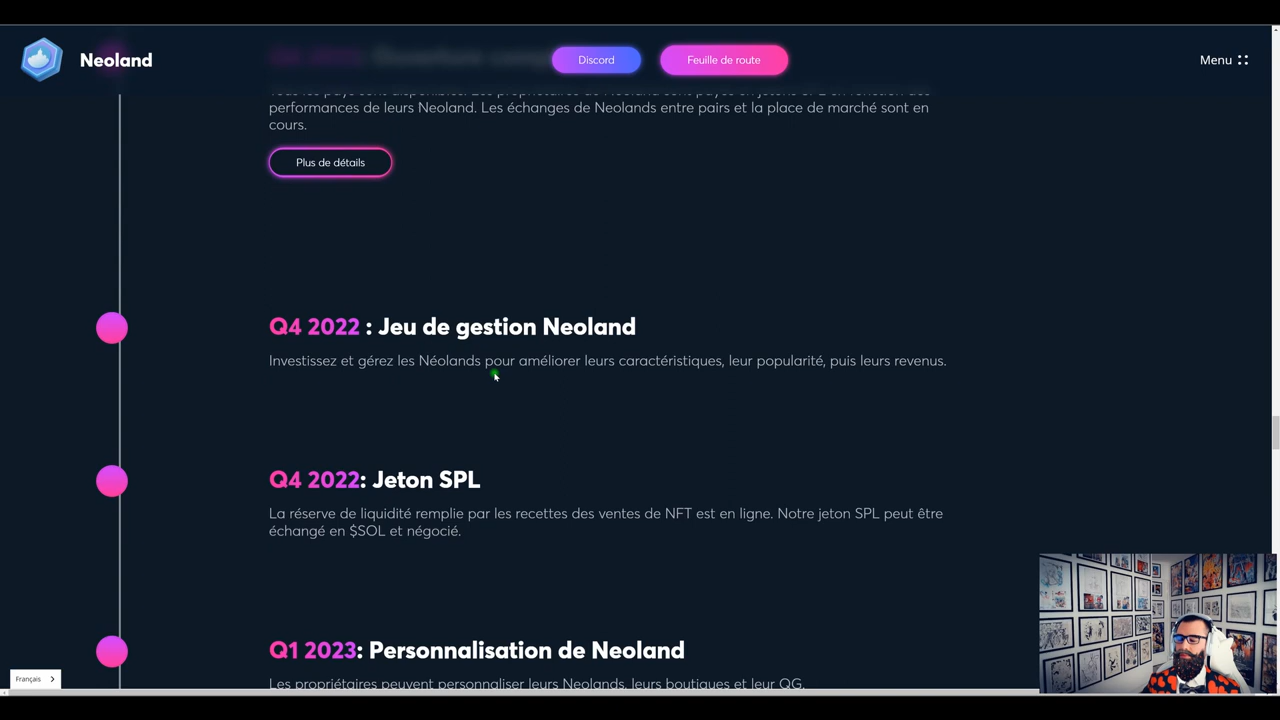 Neoland
Discord
Feuille de route
Menu
performances de leurs Neoland. Les échanges de Neolands entre pairs et la place de marché sont en
cours.
Plus de détails
Q4 2022 : Jeu de gestion Neoland
Investissez et gérez les Néolands pour améliorer leurs caractéristiques, leur popularité, puis leurs revenus.
Q4 2022: Jeton SPL
La réserve de liquidité remplie par les recettes des ventes de NFT est en ligne. Notre jeton SPL peut être
échangé en $SOL et négocié.
Q1 2023: Personnalisation de Neoland
Les propriétaires peuvent personnaliser leurs Neolands, leurs boutiques et leur QG.
Français